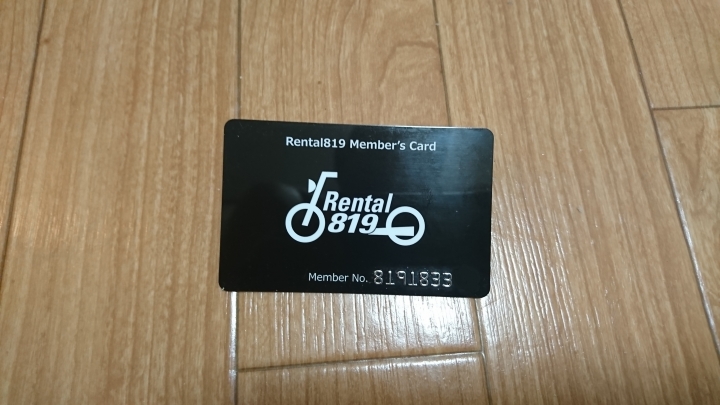 Rental819 Member's Card
Rental
819
Member No. 8191833